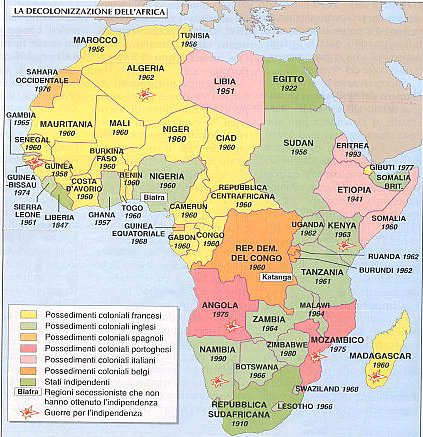 LA DECOLONIZZAZIONE DELL'AFRICA
MAROCCO
1956
TUNISIA
1956
ALGERIA
1962
LIBIA
1951
EGITTO
1922
SAHARA
OCCIDENTALE
1976
MAURITANIA
1960
MALI
1960
NIGER
1960
CIAD
1960
SUDAN
1956
ERITREA
1993
GIBUTI 1977
SOMALIA
BRIT.
ETIOPIA
1941
SOMALIA
1960
GAMBIA
1965
SENEGAL
1960
GUINEA
1958
GUINEA
-BISSAU
1974
SIERRA
LEONE
1961
LIBERIA
1847
COSTA
D'AVORIO
1960
BURKINA
FASO
1960
GHANA
1957
TOGO
1960
BENIN
1960
NIGERIA
1960
Biafra
CAMERUN
1960
GUINEA
EQUATORIALE
1968
REPUBBLICA
CENTRAFRICANA
1960
GABON
1960
CONGO
1960
REP. DEM.
DEL CONGO
1960
Katanga
UGANDA
1962
KENYA
1963
RUANDA 1962
BURUNDI 1962
TANZANIA
1961
ANGOLA
1975
ZAMBIA
1964
MALAWI
1964
MOZAMBICO
1975
ZIMBABWE
1980
NAMIBIA
1990
BOTSWANA
1966
MADAGASCAR
1960
SWAZILAND 1968
LESOTHO 1966
REPUBBLICA
SUDAFRICANA
1910
Possedimenti coloniali francesi
Possedimenti coloniali inglesi
Possedimenti coloniali spagnoli
Possedimenti coloniali portoghesi
Possedimenti coloniali italiani
Possedimenti coloniali belgi
Stati indipendenti
Biafra Regioni secessioniste che non
hanno ottenuto l'indipendenza
Guerre per l'indipendenza